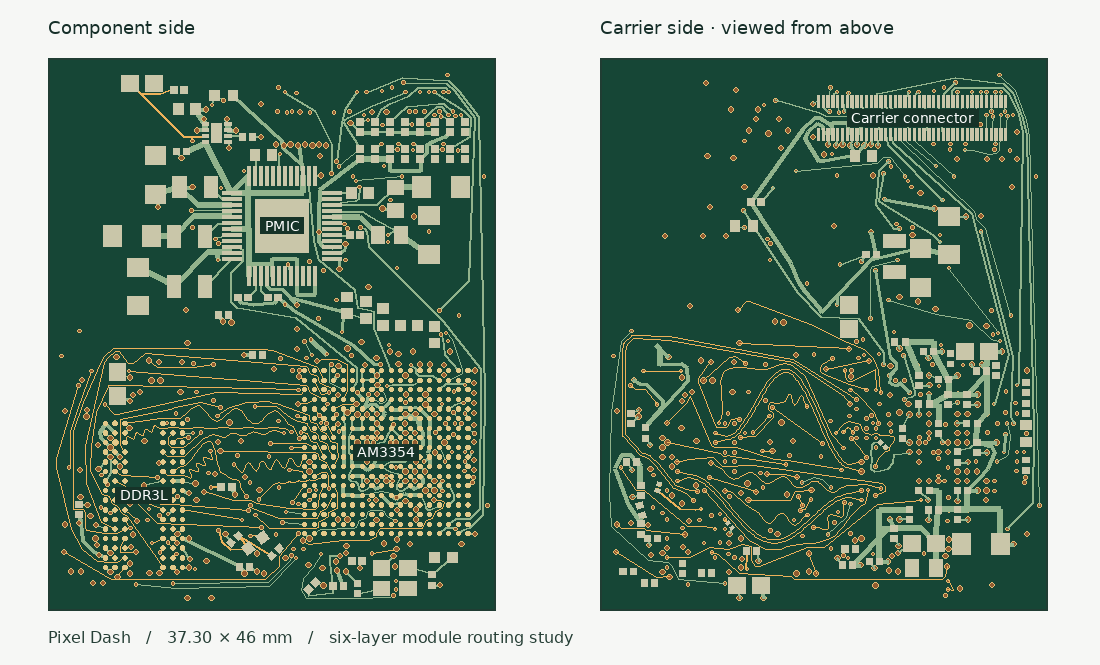 Component side
Carrier side · viewed from above
Carrier connector
PMIC
AM3354
DDR3L
Pixel Dash / 37.30 × 46 mm / six-layer module routing study